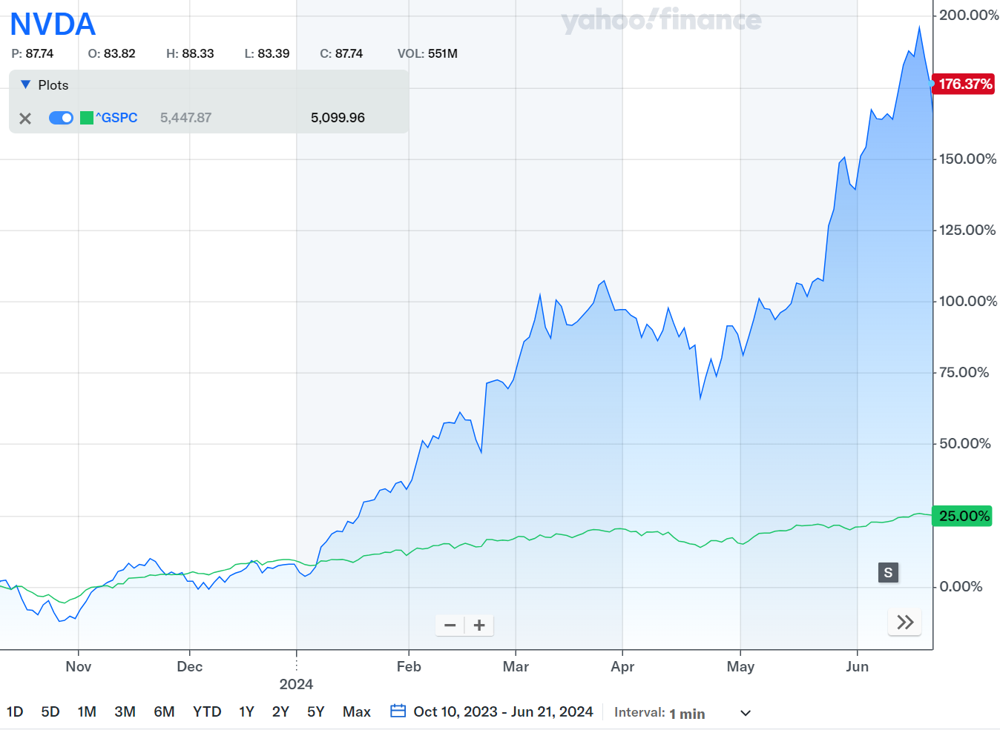 NVDA
yahoo!finance
P: 87.74 O: 83.82 H: 88.33 L: 83.39 C: 87.74 VOL: 551M
Plots
^GSPC 5,447.87 5,099.96
200.00%
176.37%
150.00%
125.00%
100.00%
75.00%
50.00%
25.00%
S
0.00%
Nov Dec Feb Mar Apr May Jun
2024
1D 5D 1M 3M 6M YTD 1Y 2Y 5Y Max Oct 10, 2023 - Jun 21, 2024 Interval: 1 min